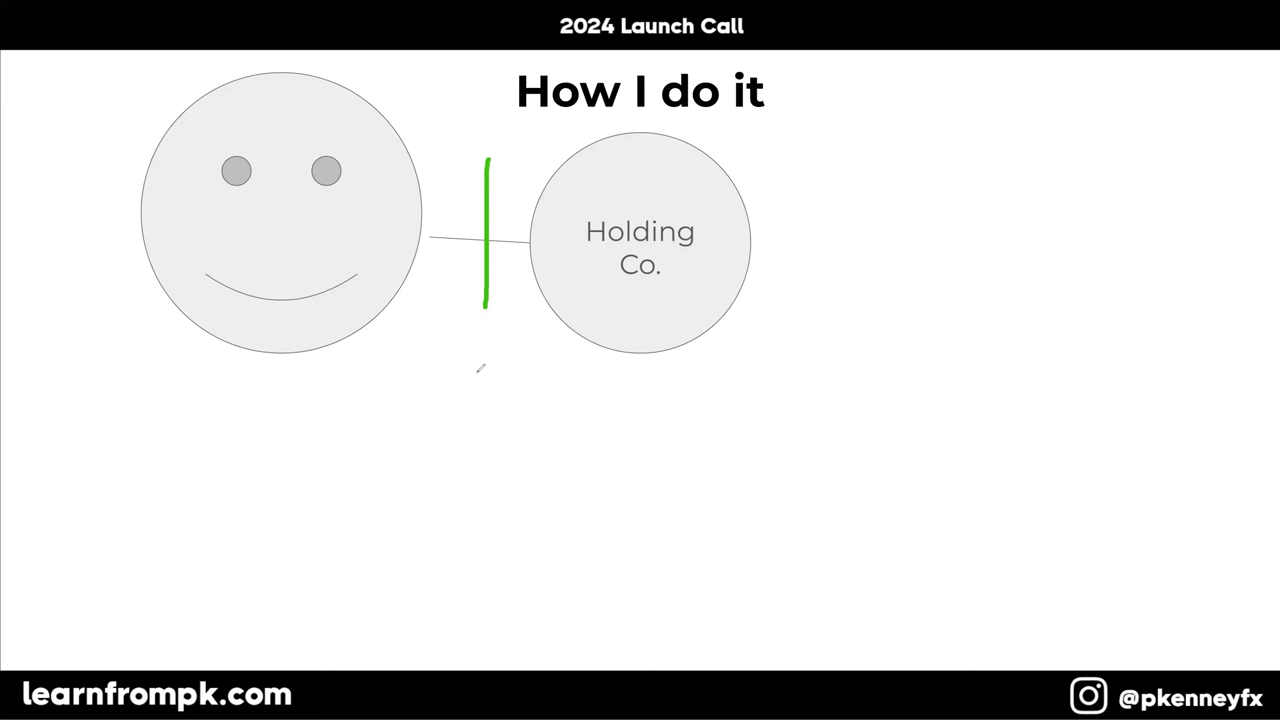 2024 Launch Call
How I do it
Holding
Co.
learnfrompk.com
@pkenneyfx